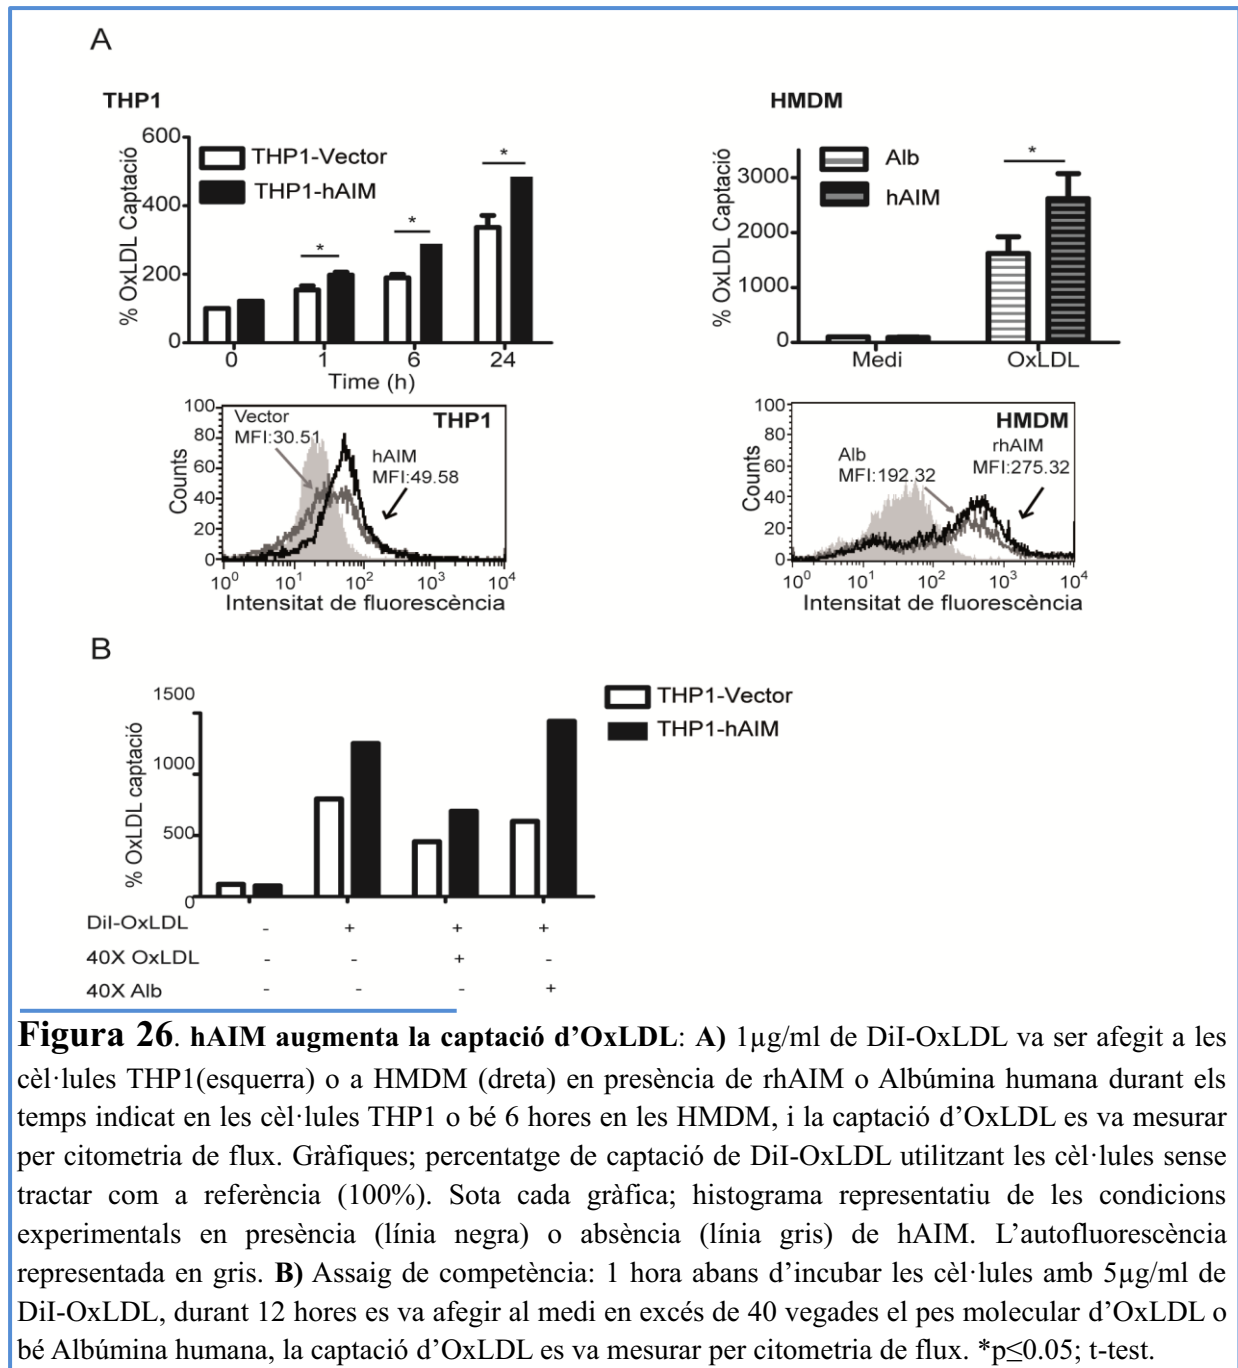 A
THP1
600
400
200
0
% OxLDL Captació
THP1-Vector
THP1-hAIM
*
*
*
0 1 6 24
Time (h)
HMDM
3000
2000
1000
0
% OxLDL Captació
Alb
hAIM
*
Medi OxLDL
100
80
60
40
20
0
Counts
Vector
MFI:30.51
THP1
hAIM
MFI:49.58
10⁰ 10¹ 10² 10³ 10⁴
Intensitat de fluorescència
100
80
60
40
20
0
Counts
HMDM
Alb
MFI:192.32
rhAIM
MFI:275.32
10⁰ 10¹ 10² 10³ 10⁴
Intensitat de fluorescència
B
1500
1000
500
0
% OxLDL captació
THP1-Vector
THP1-hAIM
DiI-OxLDL - + + +
40X OxLDL - - + -
40X Alb - - - +
Figura 26. hAIM augmenta la captació d’OxLDL: A) 1µg/ml de DiI-OxLDL va ser afegit a les
cèl·lules THP1(esquerra) o a HMDM (dreta) en presència de rhAIM o Albúmina humana durant els
temps indicat en les cèl·lules THP1 o bé 6 hores en les HMDM, i la captació d’OxLDL es va mesurar
per citometria de flux. Gràfiques; percentatge de captació de DiI-OxLDL utilitzant les cèl·lules sense
tractar com a referència (100%). Sota cada gràfica; histograma representatiu de les condicions
experimentals en presència (línia negra) o absència (línia gris) de hAIM. L’autofluorescència
representada en gris. B) Assaig de competència: 1 hora abans d’incubar les cèl·lules amb 5µg/ml de
DiI-OxLDL, durant 12 hores es va afegir al medi en excés de 40 vegades el pes molecular d’OxLDL o
bé Albúmina humana, la captació d’OxLDL es va mesurar per citometria de flux. *p≤0.05; t-test.